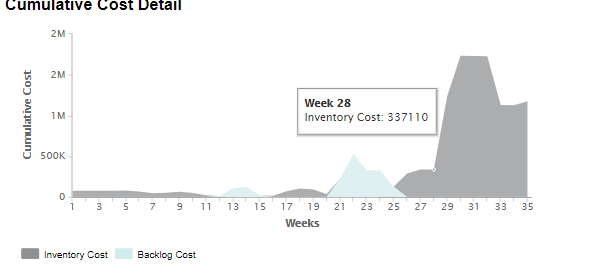 Cumulative Cost Detail
2M
2M
1M
500K
0
Cumulative Cost
Week 28
Inventory Cost: 337110
1 3 5 7 9 11 13 15 17 19 21 23 25 27 29 31 33 35
Weeks
Inventory Cost Backlog Cost